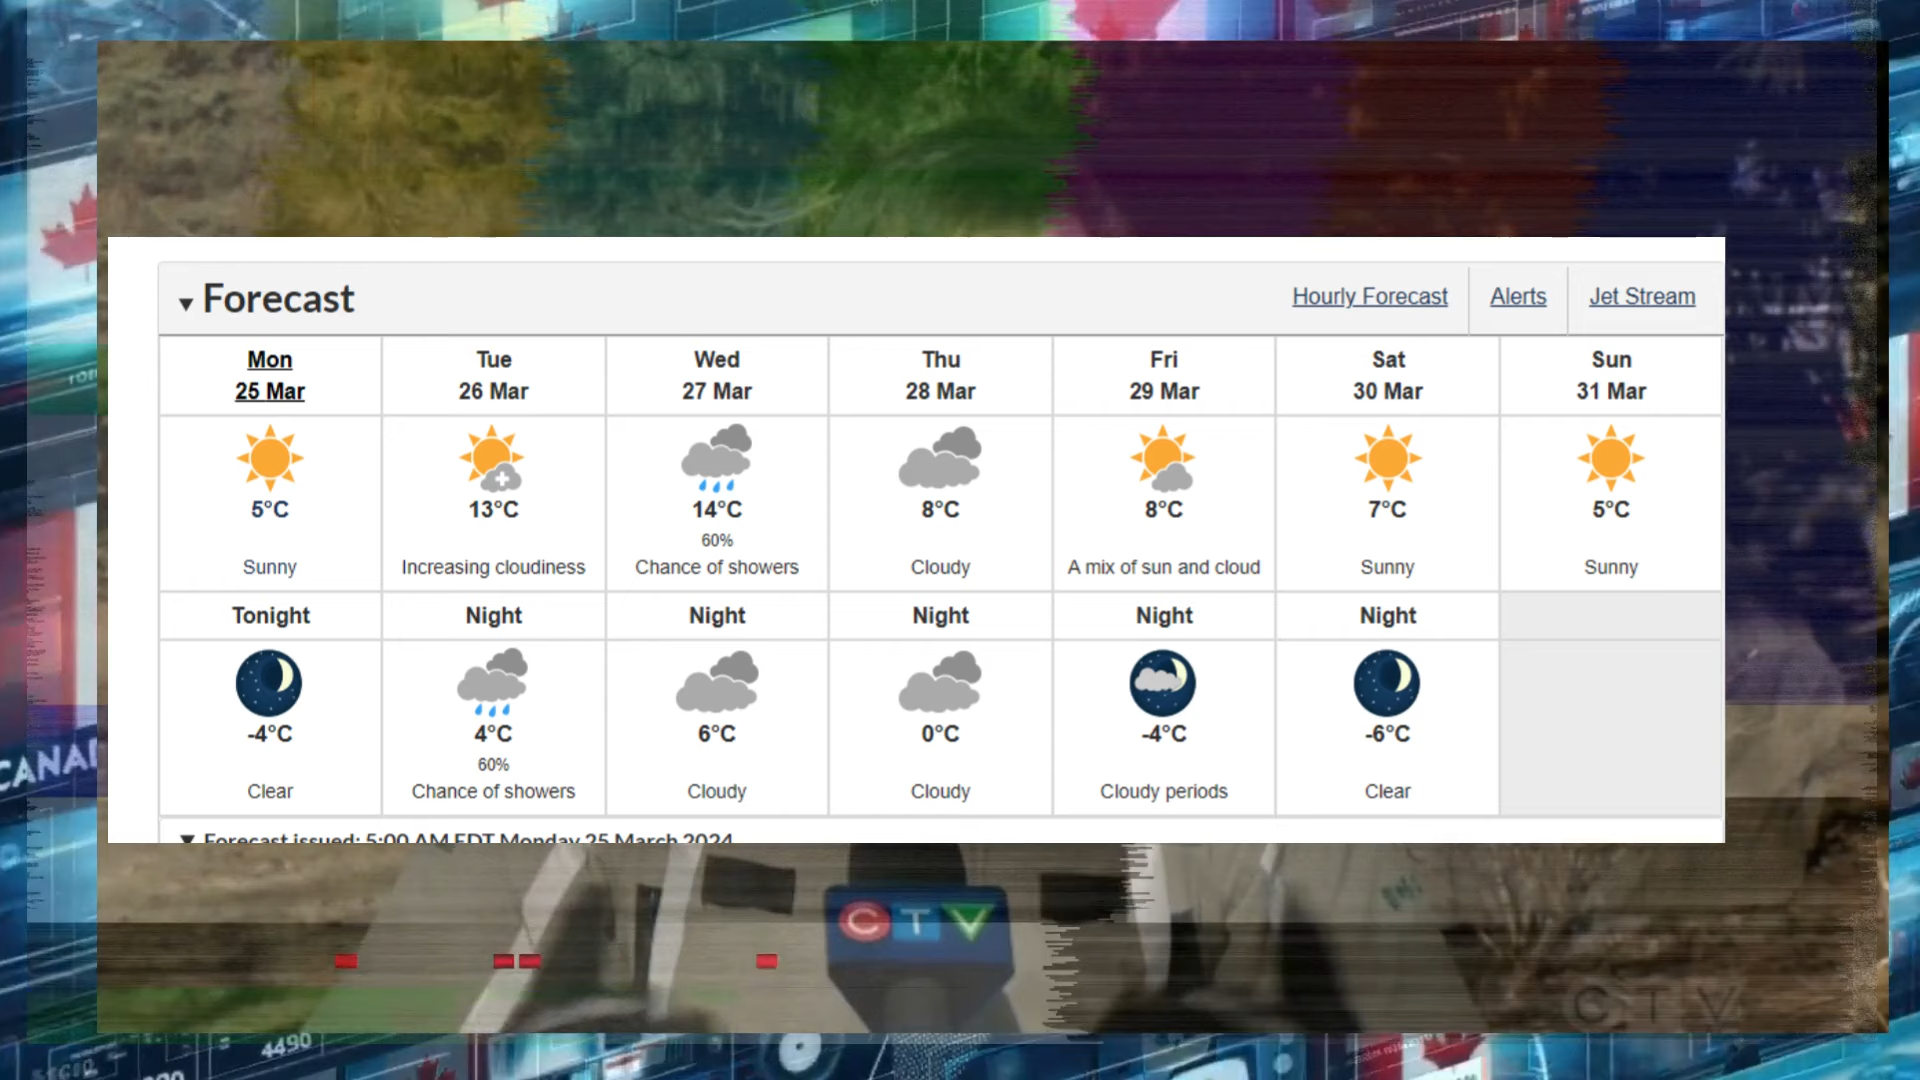 Forecast
Hourly Forecast
Alerts
Jet Stream
Mon
25 Mar
Tue
26 Mar
Wed
27 Mar
Thu
28 Mar
Fri
29 Mar
Sat
30 Mar
Sun
31 Mar
5°C
13°C
14°C
8°C
8°C
7°C
5°C
60%
Sunny
Increasing cloudiness
Chance of showers
Cloudy
A mix of sun and cloud
Sunny
Sunny
Tonight
Night
Night
Night
Night
Night
-4°C
4°C
6°C
0°C
-4°C
-6°C
60%
Clear
Chance of showers
Cloudy
Cloudy
Cloudy periods
Clear
Forecast issued: 5:00 AM EDT Monday 25 March 2024
CTV
CTV
4490